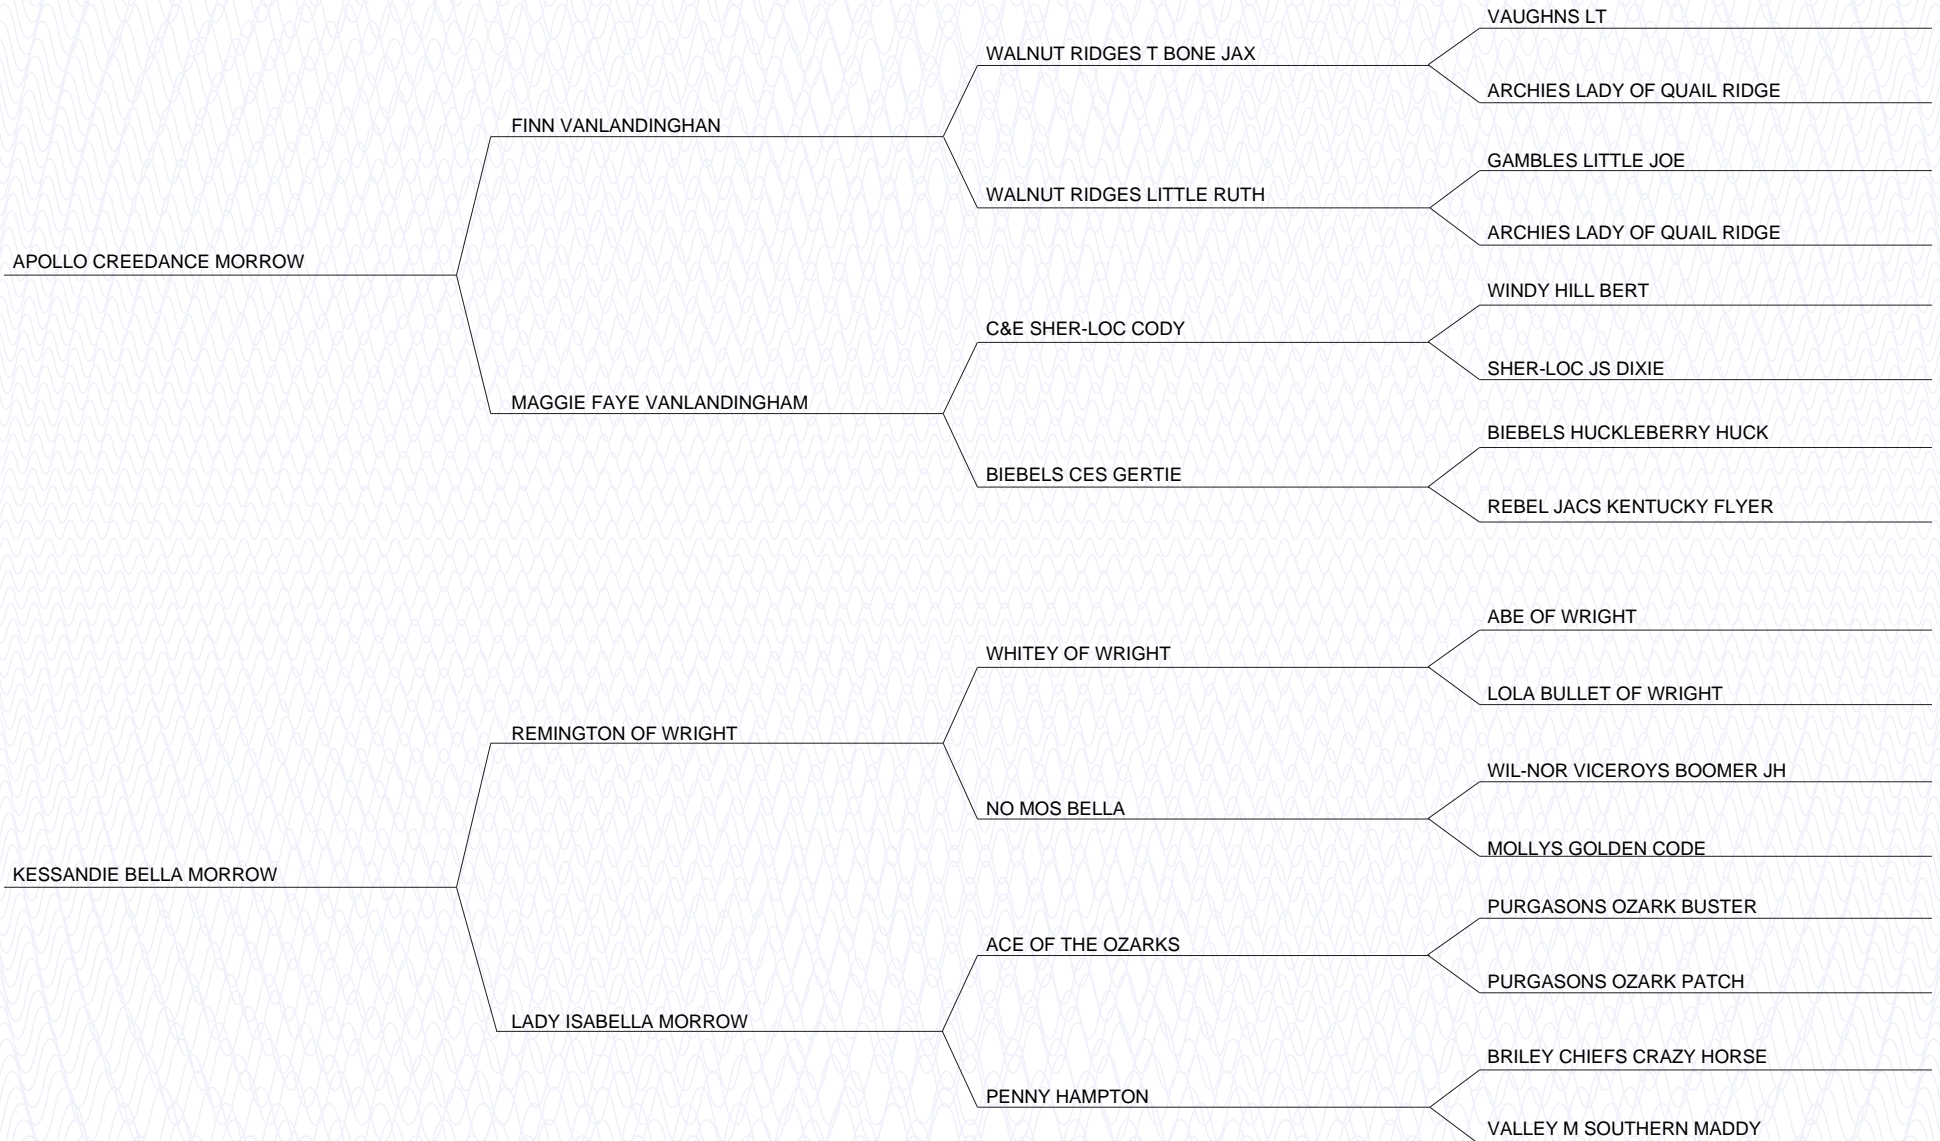 VAUGHNS LT
WALNUT RIDGES T BONE JAX
ARCHIES LADY OF QUAIL RIDGE
FINN VANLANDINGHAN
GAMBLES LITTLE JOE
WALNUT RIDGES LITTLE RUTH
ARCHIES LADY OF QUAIL RIDGE
APOLLO CREEDANCE MORROW
WINDY HILL BERT
C&E SHER-LOC CODY
SHER-LOC JS DIXIE
MAGGIE FAYE VANLANDINGHAM
BIEBELS HUCKLEBERRY HUCK
BIEBELS CES GERTIE
REBEL JACS KENTUCKY FLYER
ABE OF WRIGHT
WHITEY OF WRIGHT
LOLA BULLET OF WRIGHT
REMINGTON OF WRIGHT
WIL-NOR VICEROYS BOOMER JH
NO MOS BELLA
MOLLYS GOLDEN CODE
KESSANDIE BELLA MORROW
PURGASONS OZARK BUSTER
ACE OF THE OZARKS
PURGASONS OZARK PATCH
LADY ISABELLA MORROW
BRILEY CHIEFS CRAZY HORSE
PENNY HAMPTON
VALLEY M SOUTHERN MADDY